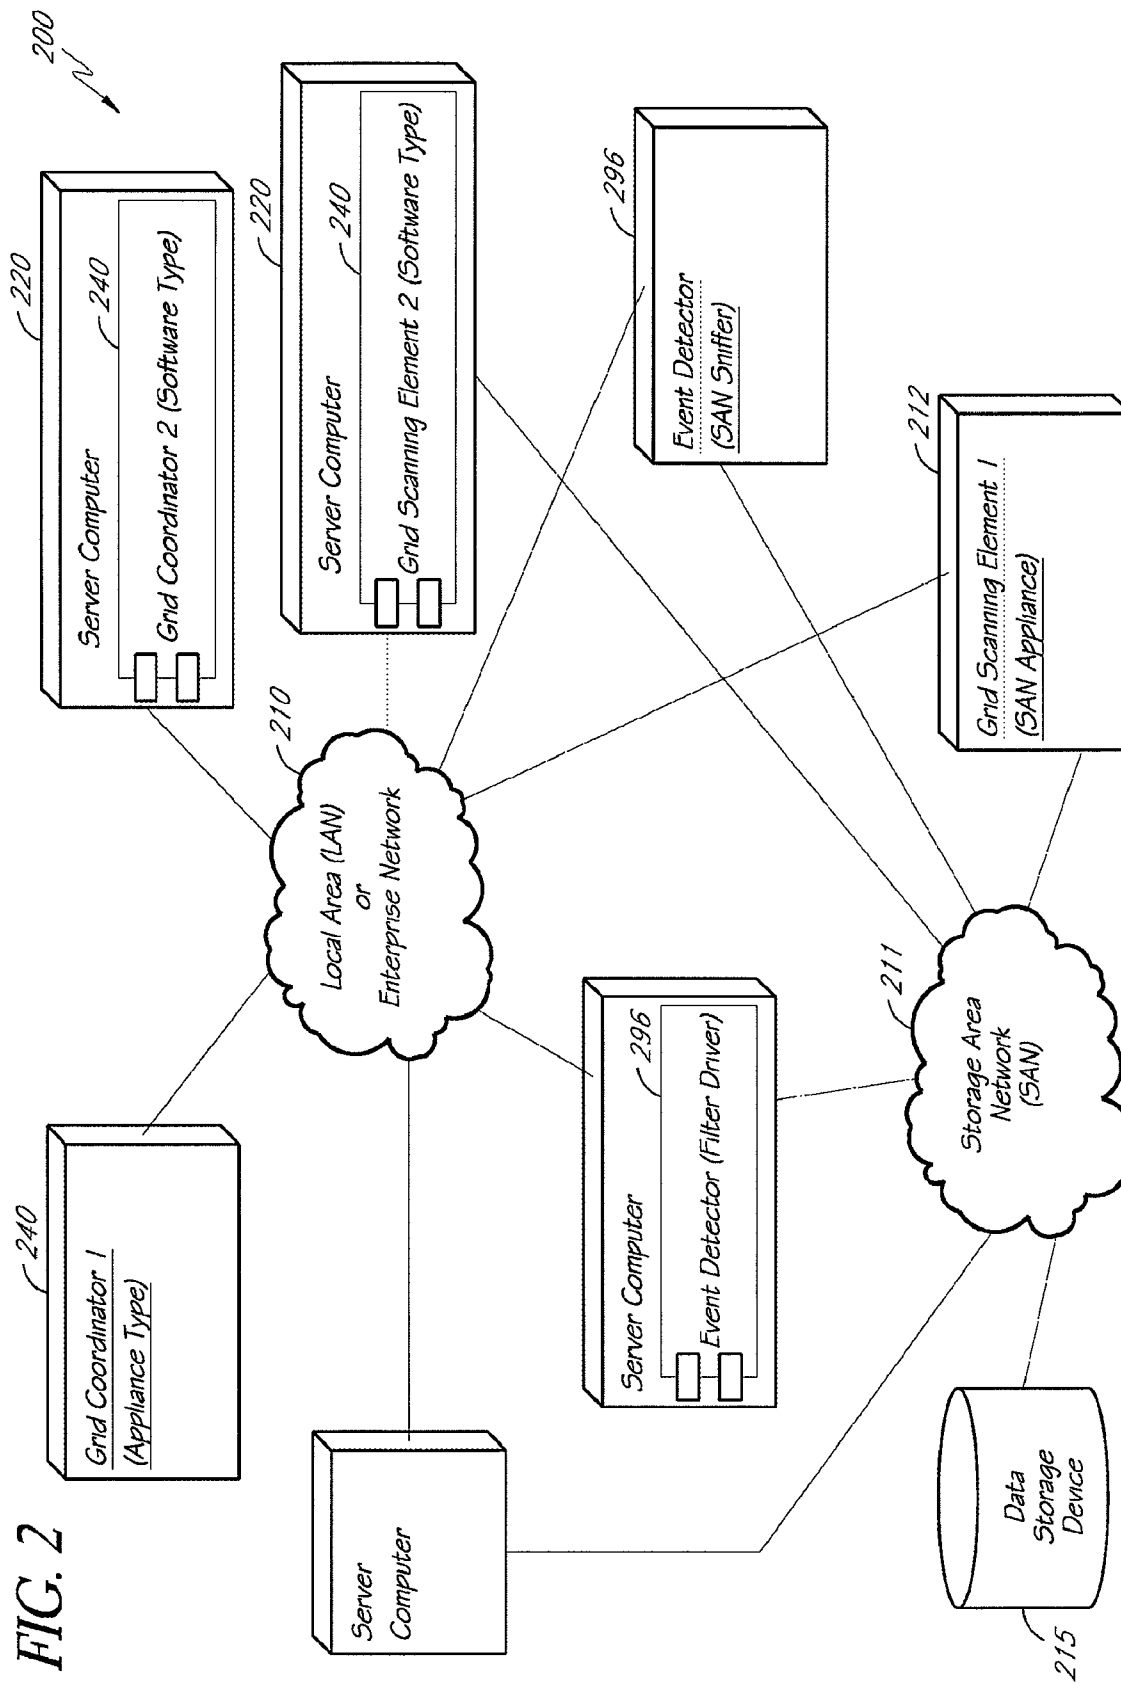 FIG. 2
200
240
Grid Coordinator 1
(Appliance Type)
220
Server Computer
240
Grid Coordinator 2 (Software Type)
220
Server Computer
240
Grid Scanning Element 2 (Software Type)
210
Local Area (LAN)
or
Enterprise Network
Server
Computer
Server Computer
296
Event Detector (Filter Driver)
296
Event Detector
(SAN Sniffer)
211
Storage Area
Network
(SAN)
212
Grid Scanning Element 1
(SAN Appliance)
Data
Storage
Device
215